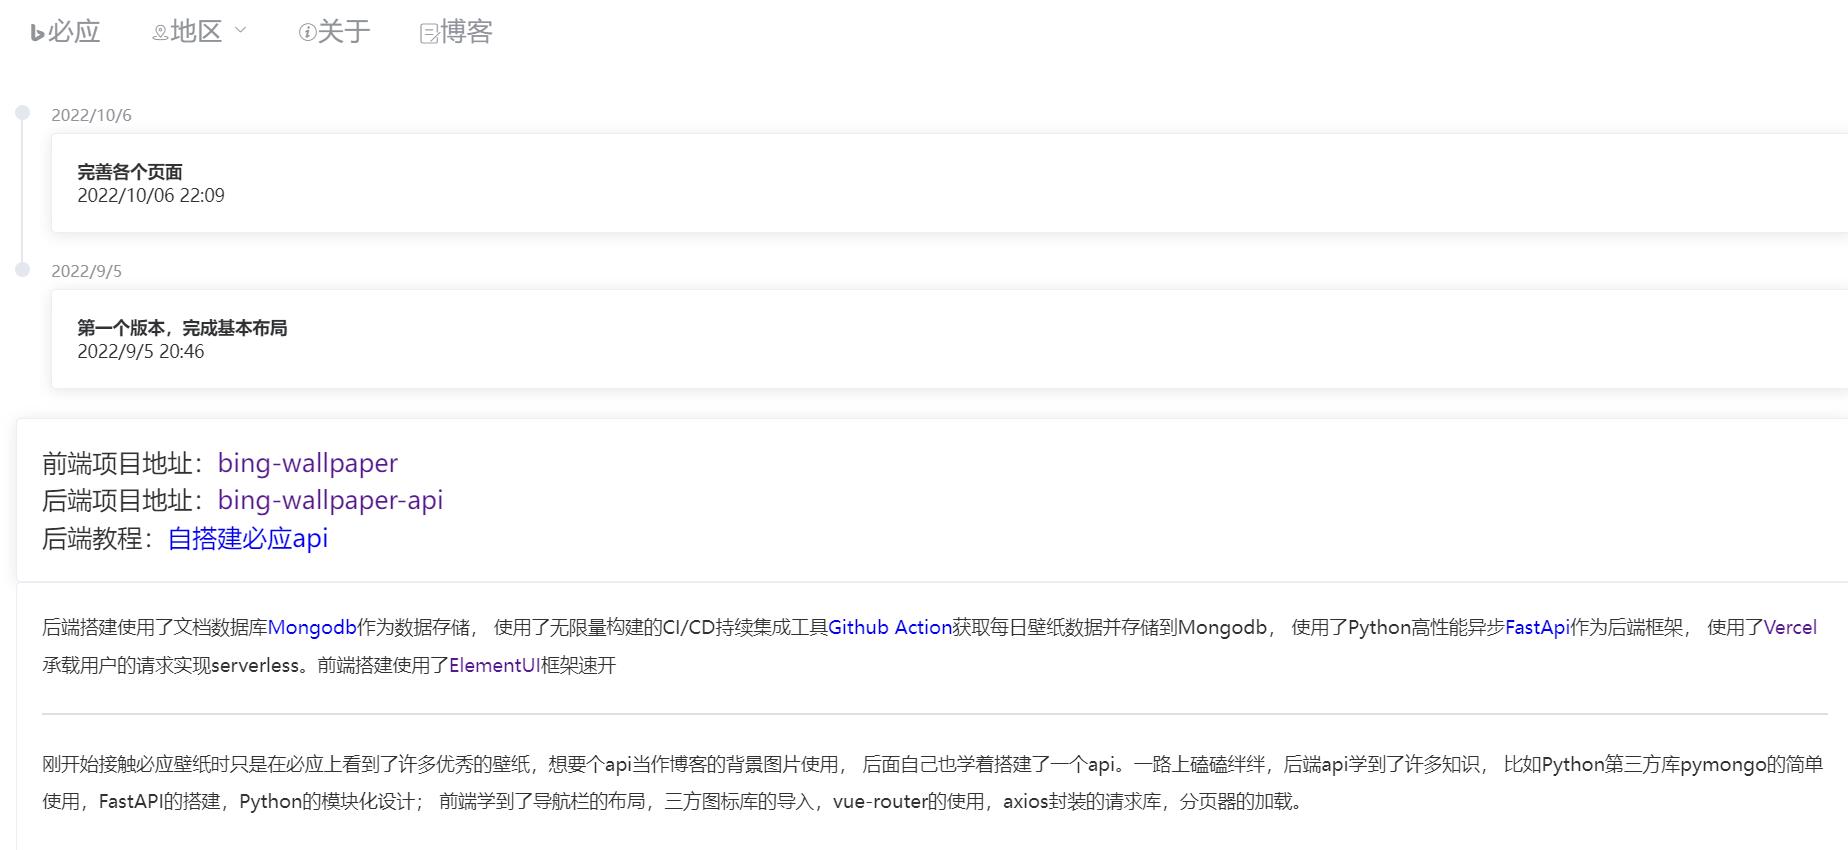 必应 地区 关于 博客
2022/10/6
完善各个页面
2022/10/06 22:09
2022/9/5
第一个版本，完成基本布局
2022/9/5 20:46
前端项目地址：bing-wallpaper
后端项目地址：bing-wallpaper-api
后端教程：自搭建必应api
后端搭建使用了文档数据库Mongodb作为数据存储， 使用了无限量构建的CI/CD持续集成工具Github Action获取每日壁纸数据并存储到Mongodb， 使用了Python高性能异步FastApi作为后端框架， 使用了Vercel
承载用户的请求实现serverless。前端搭建使用了ElementUI框架速开
刚开始接触必应壁纸时只是在必应上看到了许多优秀的壁纸，想要个api当作博客的背景图片使用， 后面自己也学着搭建了一个api。一路上磕磕绊绊，后端api学到了许多知识， 比如Python第三方库pymongo的简单
使用，FastAPI的搭建，Python的模块化设计； 前端学到了导航栏的布局，三方图标库的导入，vue-router的使用，axios封装的请求库，分页器的加载。